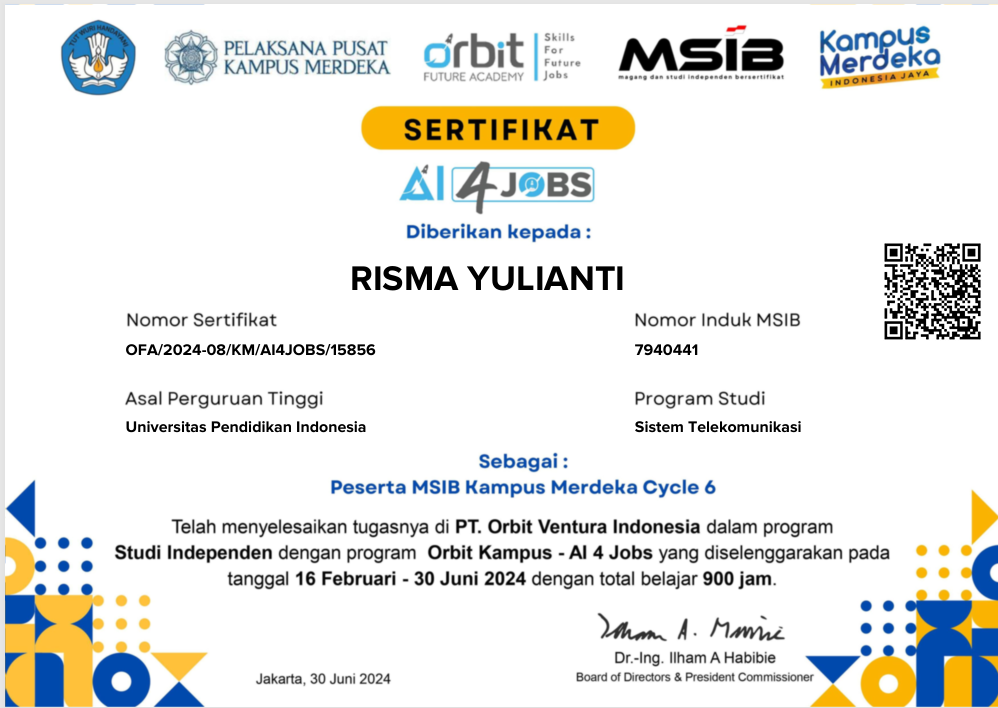 TUT WURI HANDAYANI
PELAKSANA PUSAT
KAMPUS MERDEKA
Orbit
FUTURE ACADEMY
Skills
For
Future
Jobs
MSIB
magang dan studi independen bersertifikat
Kampus
Merdeka
INDONESIA JAYA
SERTIFIKAT
AI 4 JOBS
Diberikan kepada :
RISMA YULIANTI
Nomor Sertifikat
OFA/2024-08/KM/AI4JOBS/15856
Nomor Induk MSIB
7940441
Asal Perguruan Tinggi
Universitas Pendidikan Indonesia
Program Studi
Sistem Telekomunikasi
Sebagai :
Peserta MSIB Kampus Merdeka Cycle 6
Telah menyelesaikan tugasnya di PT. Orbit Ventura Indonesia dalam program
Studi Independen dengan program Orbit Kampus - AI 4 Jobs yang diselenggarakan pada
tanggal 16 Februari - 30 Juni 2024 dengan total belajar 900 jam.
Jakarta, 30 Juni 2024
Dr.-Ing. Ilham A Habibie
Board of Directors & President Commissioner